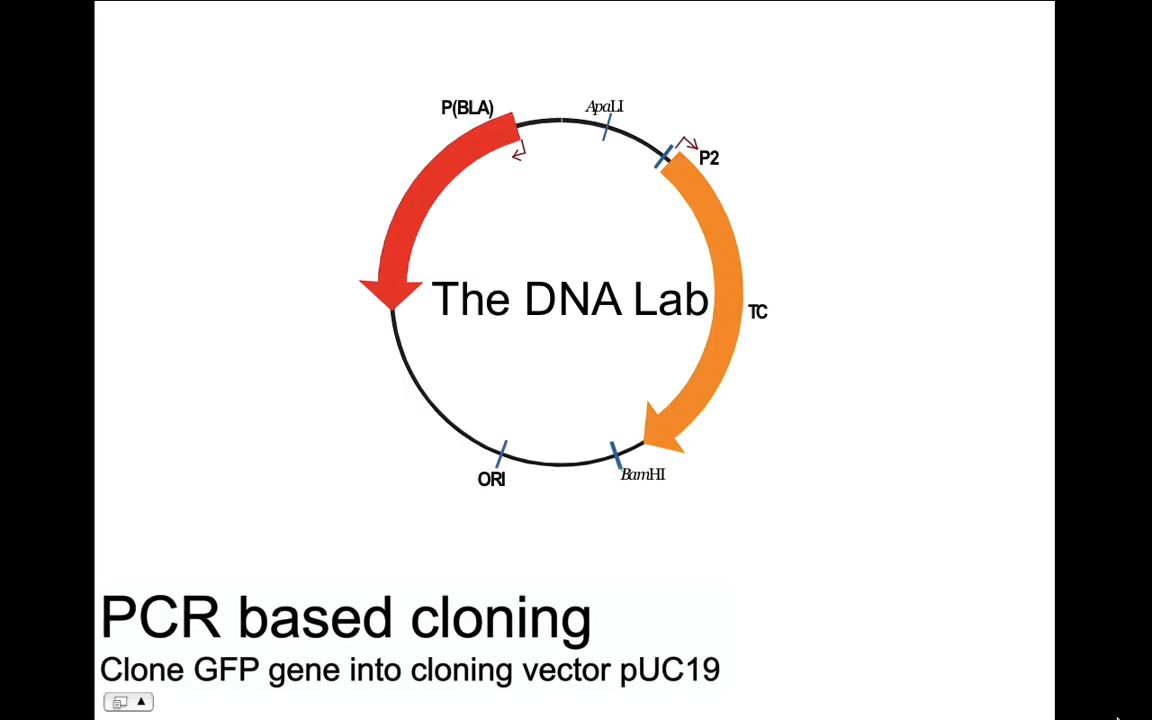 P(BLA)
ApaLI
P2
The DNA Lab
TC
ORI
BamHI
PCR based cloning
Clone GFP gene into cloning vector pUC19